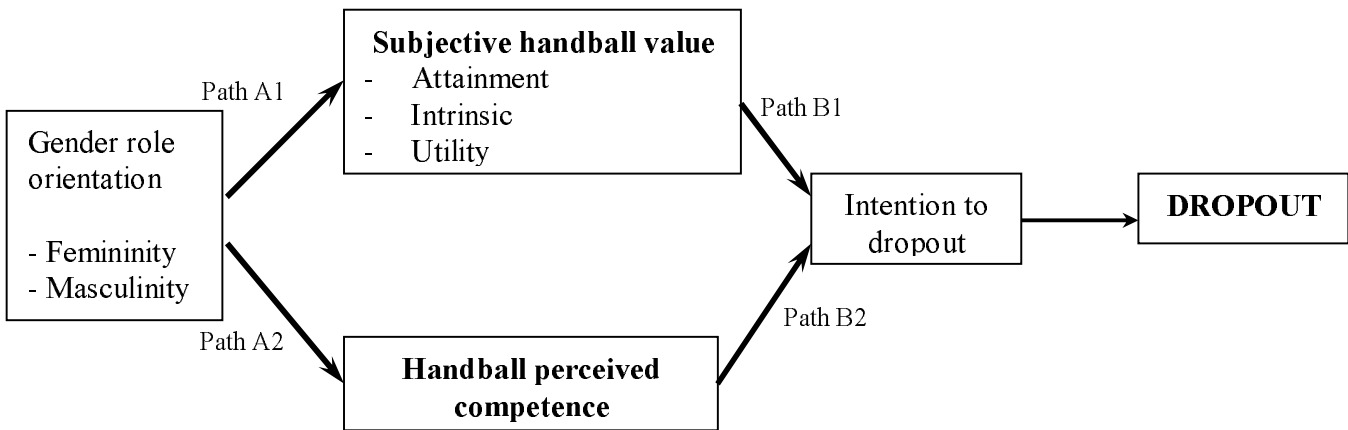 Gender role
orientation
- Femininity
- Masculinity
Path A1
Path A2
Subjective handball value
- Attainment
- Intrinsic
- Utility
Handball perceived
competence
Path B1
Path B2
Intention to
dropout
DROPOUT